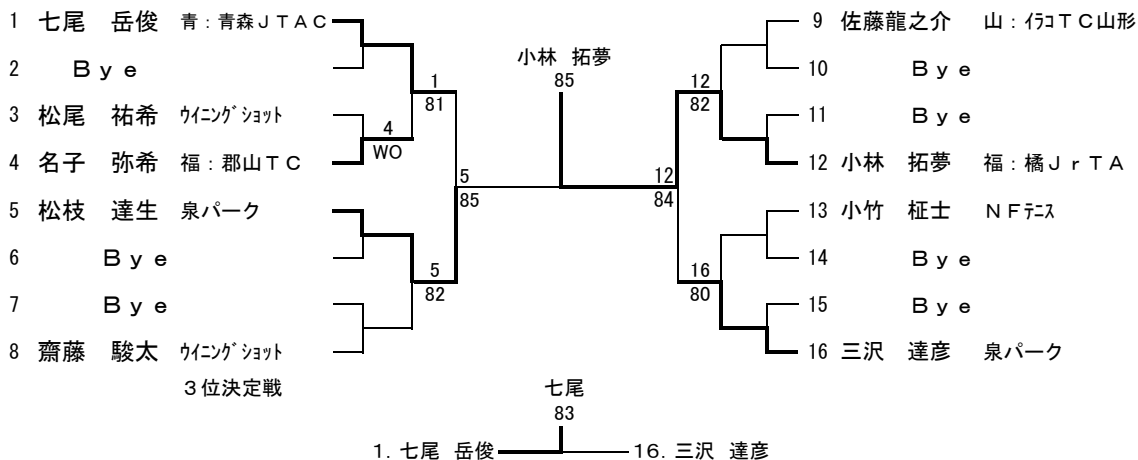 1 七尾 岳俊 青：青森ＪＴＡＣ
2 Ｂｙｅ
3 松尾 祐希 ｳｲﾆﾝｸﾞｼｮｯﾄ
4 名子 弥希 福：郡山ＴＣ
5 松枝 達生 泉パーク
6 Ｂｙｅ
7 Ｂｙｅ
8 齋藤 駿太 ｳｲﾆﾝｸﾞｼｮｯﾄ
1
81
4
WO
5
82
5
85
小林 拓夢
85
12
84
12
82
16
80
9 佐藤龍之介 山：ｲﾗｺＴＣ山形
10 Ｂｙｅ
11 Ｂｙｅ
12 小林 拓夢 福：橘ＪｒＴＡ
13 小竹 柾士 ＮＦﾃﾆｽ
14 Ｂｙｅ
15 Ｂｙｅ
16 三沢 達彦 泉パーク
３位決定戦
七尾
83
1．七尾 岳俊
16．三沢 達彦